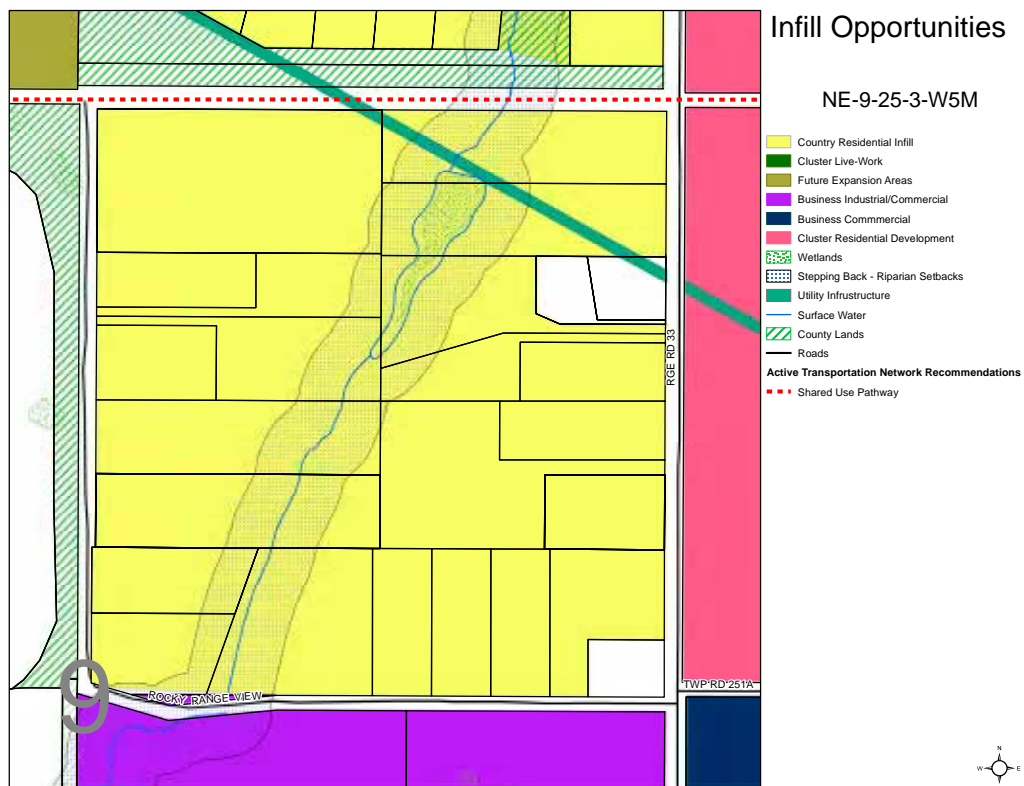 Infill Opportunities
NE-9-25-3-W5M
Country Residential Infill
Cluster Live-Work
Future Expansion Areas
Business Industrial/Commercial
Business Commmercial
Cluster Residential Development
Wetlands
Stepping Back - Riparian Setbacks
Utility Infrustructure
Surface Water
County Lands
Roads
Active Transportation Network Recommendations
Shared Use Pathway
RGE RD 33
TWP RD 251A
ROCKY RANGE VIEW
9
N
W
E
S